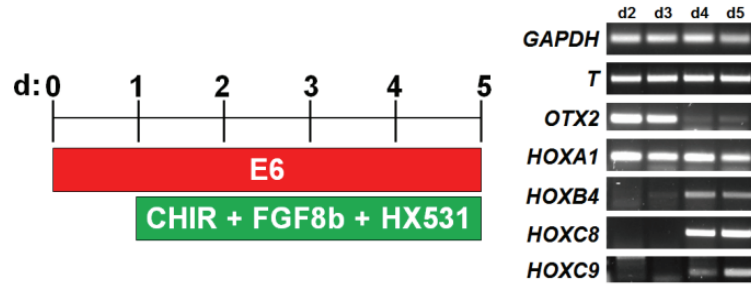 d: 0 1 2 3 4 5
E6
CHIR + FGF8b + HX531
d2 d3 d4 d5
GAPDH
T
OTX2
HOXA1
HOXB4
HOXC8
HOXC9